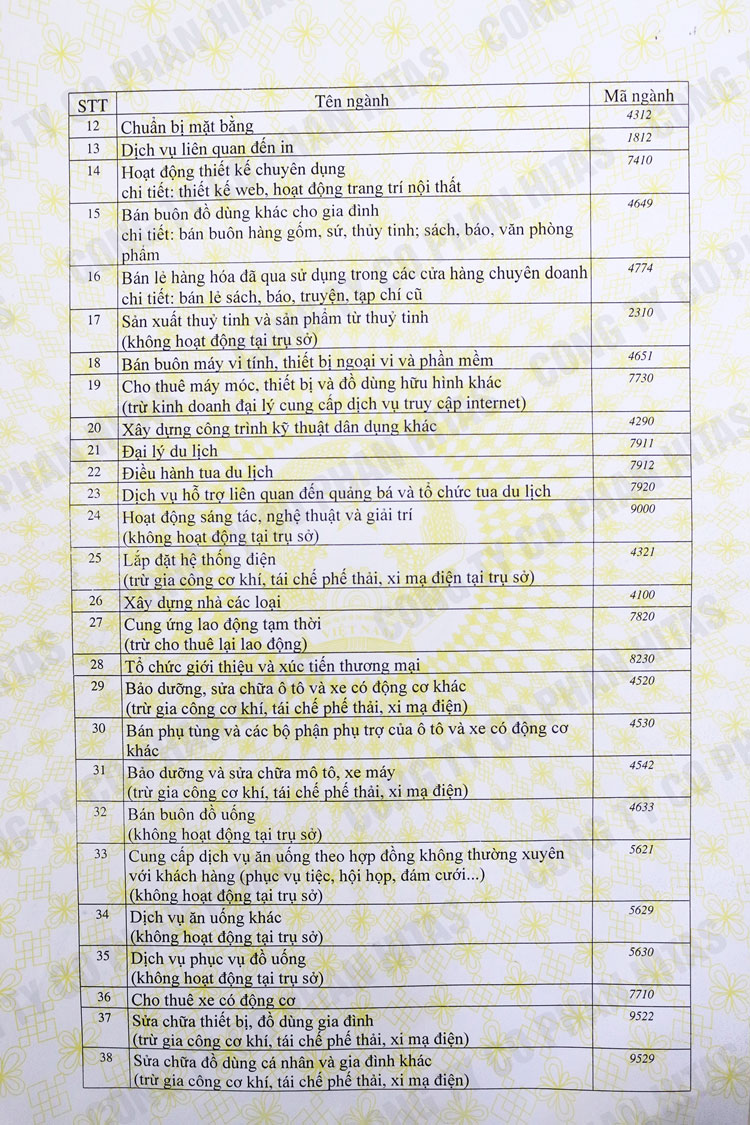 STT Tên ngành Mã ngành
12 Chuẩn bị mặt bằng 4312
13 Dịch vụ liên quan đến in 1812
14 Hoạt động thiết kế chuyên dụng 7410
chi tiết: thiết kế web, hoạt động trang trí nội thất
15 Bán buôn đồ dùng khác cho gia đình 4649
chi tiết: bán buôn hàng gốm, sứ, thủy tinh; sách, báo, văn phòng
phẩm
16 Bán lẻ hàng hóa đã qua sử dụng trong các cửa hàng chuyên doanh 4774
chi tiết: bán lẻ sách, báo, truyện, tạp chí cũ
17 Sản xuất thuỷ tinh và sản phẩm từ thuỷ tinh 2310
(không hoạt động tại trụ sở)
18 Bán buôn máy vi tính, thiết bị ngoại vi và phần mềm 4651
19 Cho thuê máy móc, thiết bị và đồ dùng hữu hình khác 7730
(trừ kinh doanh đại lý cung cấp dịch vụ truy cập internet)
20 Xây dựng công trình kỹ thuật dân dụng khác 4290
21 Đại lý du lịch 7911
22 Điều hành tua du lịch 7912
23 Dịch vụ hỗ trợ liên quan đến quảng bá và tổ chức tua du lịch 7920
24 Hoạt động sáng tác, nghệ thuật và giải trí 9000
(không hoạt động tại trụ sở)
25 Lắp đặt hệ thống điện 4321
(trừ gia công cơ khí, tái chế phế thải, xi mạ điện tại trụ sở)
26 Xây dựng nhà các loại 4100
27 Cung ứng lao động tạm thời 7820
(trừ cho thuê lại lao động)
28 Tổ chức giới thiệu và xúc tiến thương mại 8230
29 Bảo dưỡng, sửa chữa ô tô và xe có động cơ khác 4520
(trừ gia công cơ khí, tái chế phế thải, xi mạ điện)
30 Bán phụ tùng và các bộ phận phụ trợ của ô tô và xe có động cơ 4530
khác
31 Bảo dưỡng và sửa chữa mô tô, xe máy 4542
(trừ gia công cơ khí, tái chế phế thải, xi mạ điện)
32 Bán buôn đồ uống 4633
(không hoạt động tại trụ sở)
33 Cung cấp dịch vụ ăn uống theo hợp đồng không thường xuyên 5621
với khách hàng (phục vụ tiệc, hội họp, đám cưới...)
(không hoạt động tại trụ sở)
34 Dịch vụ ăn uống khác 5629
(không hoạt động tại trụ sở)
35 Dịch vụ phục vụ đồ uống 5630
(không hoạt động tại trụ sở)
36 Cho thuê xe có động cơ 7710
37 Sửa chữa thiết bị, đồ dùng gia đình 9522
(trừ gia công cơ khí, tái chế phế thải, xi mạ điện)
38 Sửa chữa đồ dùng cá nhân và gia đình khác 9529
(trừ gia công cơ khí, tái chế phế thải, xi mạ điện)
CÔNG TY CỔ PHẦN HITAS